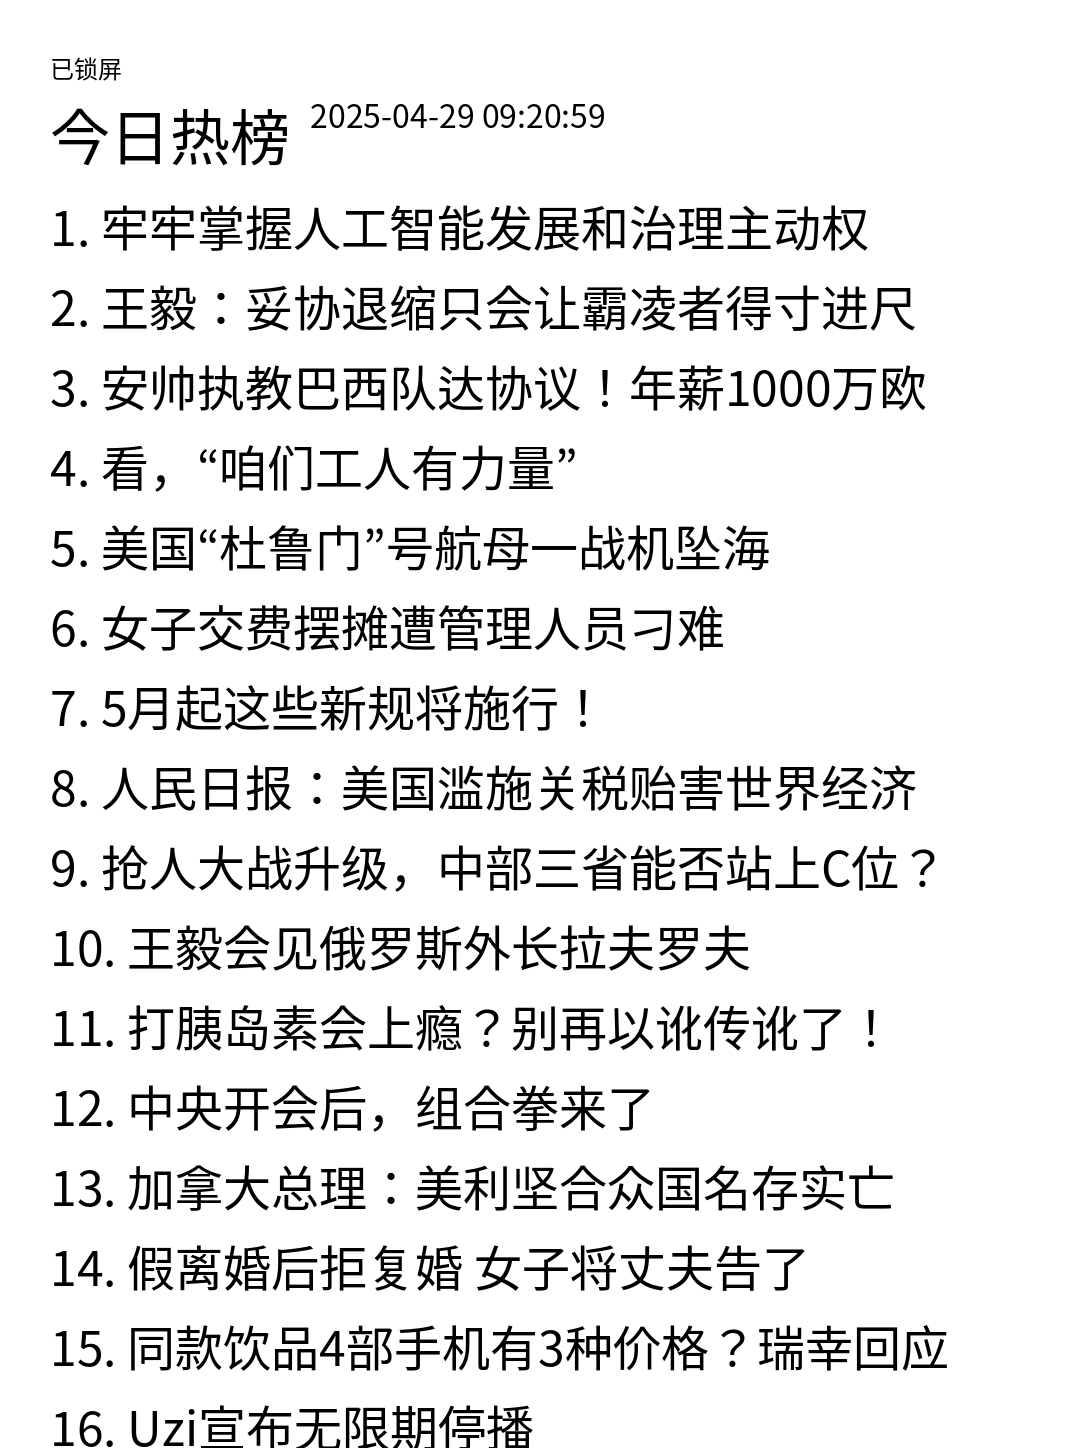 已锁屏
今日热榜 2025-04-29 09:20:59
1. 牢牢掌握人工智能发展和治理主动权
2. 王毅：妥协退缩只会让霸凌者得寸进尺
3. 安帅执教巴西队达协议！年薪1000万欧
4. 看，“咱们工人有力量”
5. 美国“杜鲁门”号航母一战机坠海
6. 女子交费摆摊遭管理人员刁难
7. 5月起这些新规将施行！
8. 人民日报：美国滥施关税贻害世界经济
9. 抢人大战升级，中部三省能否站上C位？
10. 王毅会见俄罗斯外长拉夫罗夫
11. 打胰岛素会上瘾？别再以讹传讹了！
12. 中央开会后，组合拳来了
13. 加拿大总理：美利坚合众国名存实亡
14. 假离婚后拒复婚 女子将丈夫告了
15. 同款饮品4部手机有3种价格？瑞幸回应
16. Uzi宣布无限期停播